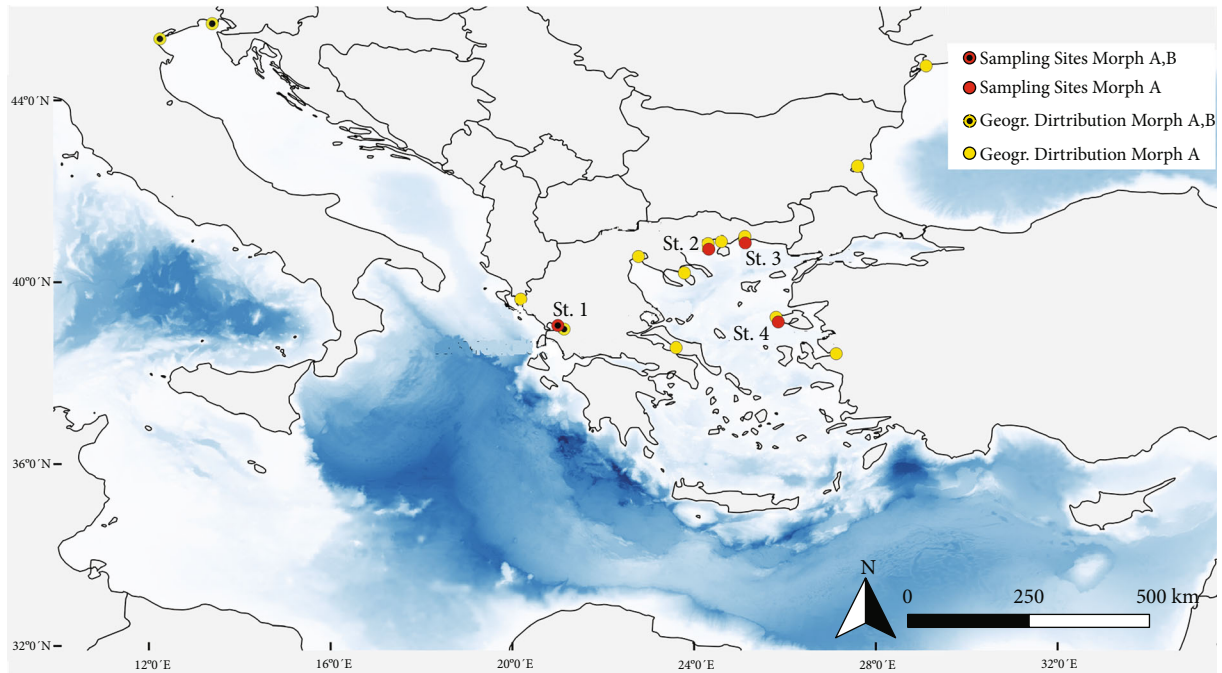 Sampling Sites Morph A,B
Sampling Sites Morph A
Geogr. Dirtribution Morph A,B
Geogr. Dirtribution Morph A
44°0´N
40°0´N
36°0´N
32°0´N
St. 1
St. 2
St. 3
St. 4
N
0 250 500 km
12°0´E 16°0´E 20°0´E 24°0´E 28°0´E 32°0´E